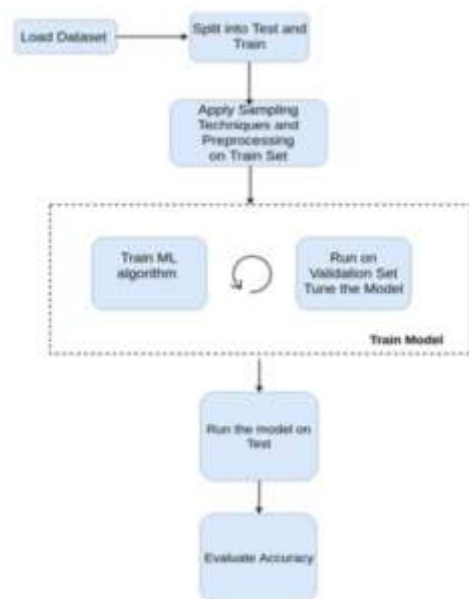 Load Dataset
Split into Test and
Train
Apply Sampling
Techniques and
Preprocessing
on Train Set
Train ML
algorithm
Run on
Validation Set
Tune the Model
Train Model
Run the model on
Test
Evaluate Accuracy